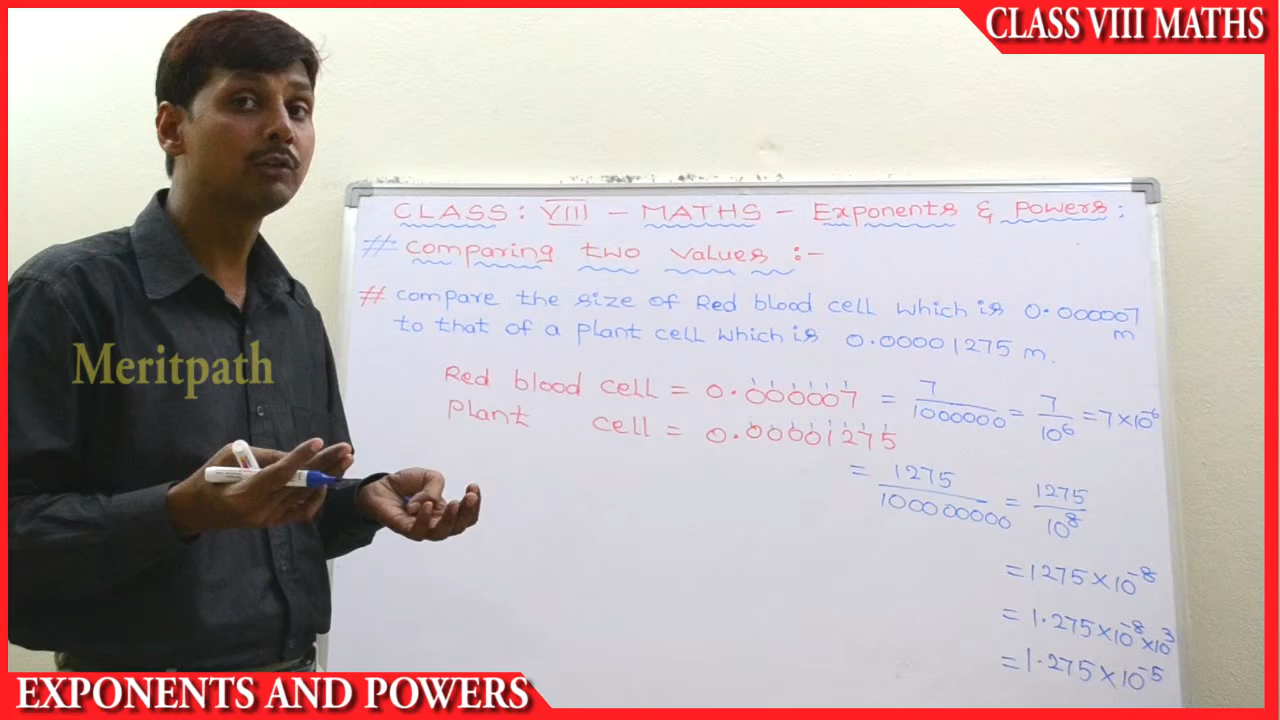 CLASS VIII MATHS
CLASS: VIII - MATHS - Exponents & Powers:
# Comparing two values :-
# compare the size of Red blood cell which is 0.000007 m
to that of a plant cell which is 0.00001275 m.
Red blood cell = 0.000007 = 7/1000000 = 7/10⁶ = 7×10⁻⁶
Plant cell = 0.00001275
= 1275/100000000 = 1275/10⁸
= 1275×10⁻⁸
= 1.275×10⁻⁸×10³
= 1.275×10⁻⁵
Meritpath
EXPONENTS AND POWERS